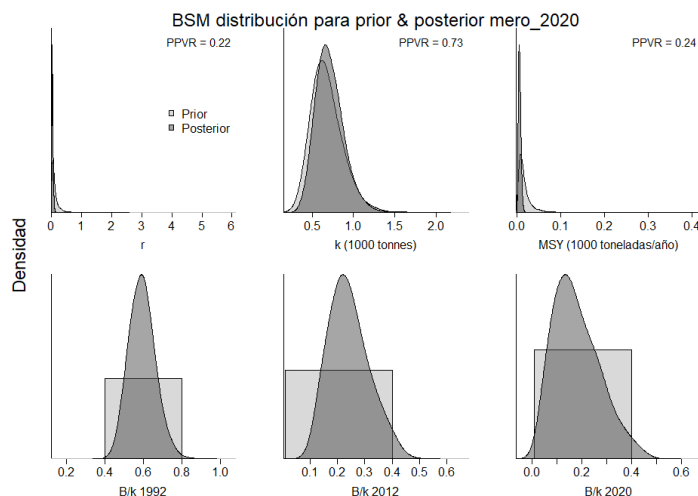 BSM distribución para prior & posterior mero_2020
PPVR = 0.22
PPVR = 0.73
PPVR = 0.24
Prior
Posterior
Densidad
0 1 2 3 4 5 6
0.5 1.0 1.5 2.0
0.0 0.1 0.2 0.3 0.4
r
k (1000 tonnes)
MSY (1000 toneladas/año)
0.2 0.4 0.6 0.8 1.0
0.1 0.2 0.3 0.4 0.5 0.6
0.0 0.2 0.4 0.6
B/k 1992
B/k 2012
B/k 2020